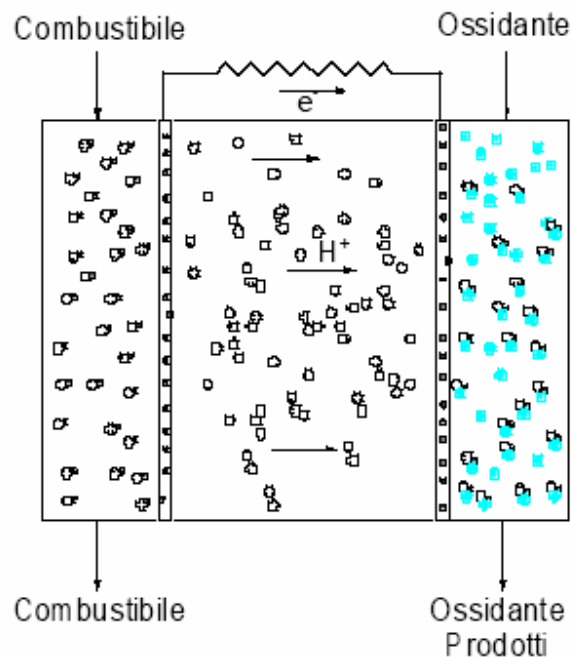 Combustibile
Ossidante
e⁻
H⁺
Combustibile
Ossidante
Prodotti